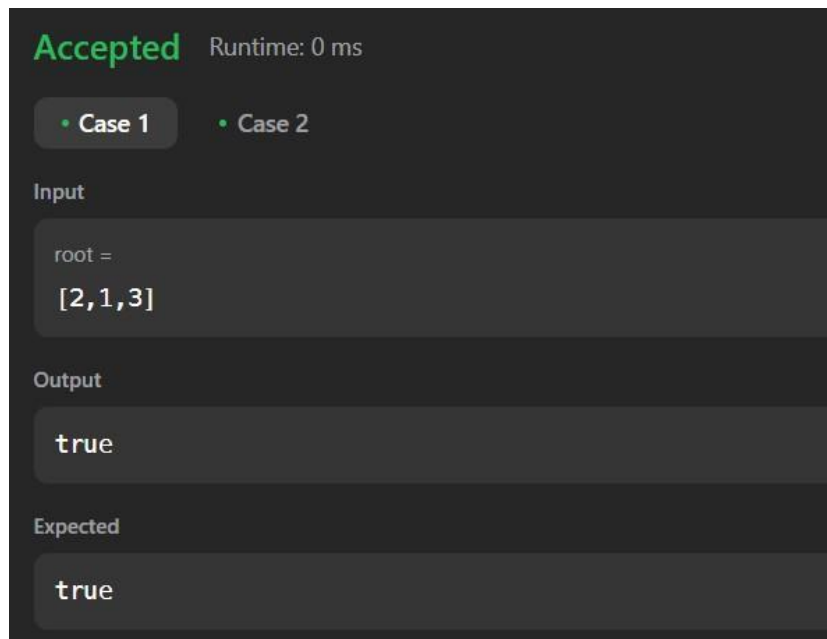 Accepted Runtime: 0 ms
• Case 1 • Case 2
Input
root =
[2,1,3]
Output
true
Expected
true